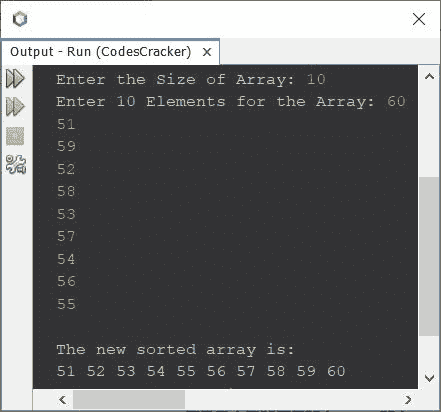 Output - Run (CodesCracker) ×
Enter the Size of Array: 10
Enter 10 Elements for the Array: 60
51
59
52
58
53
57
54
56
55
The new sorted array is:
51 52 53 54 55 56 57 58 59 60